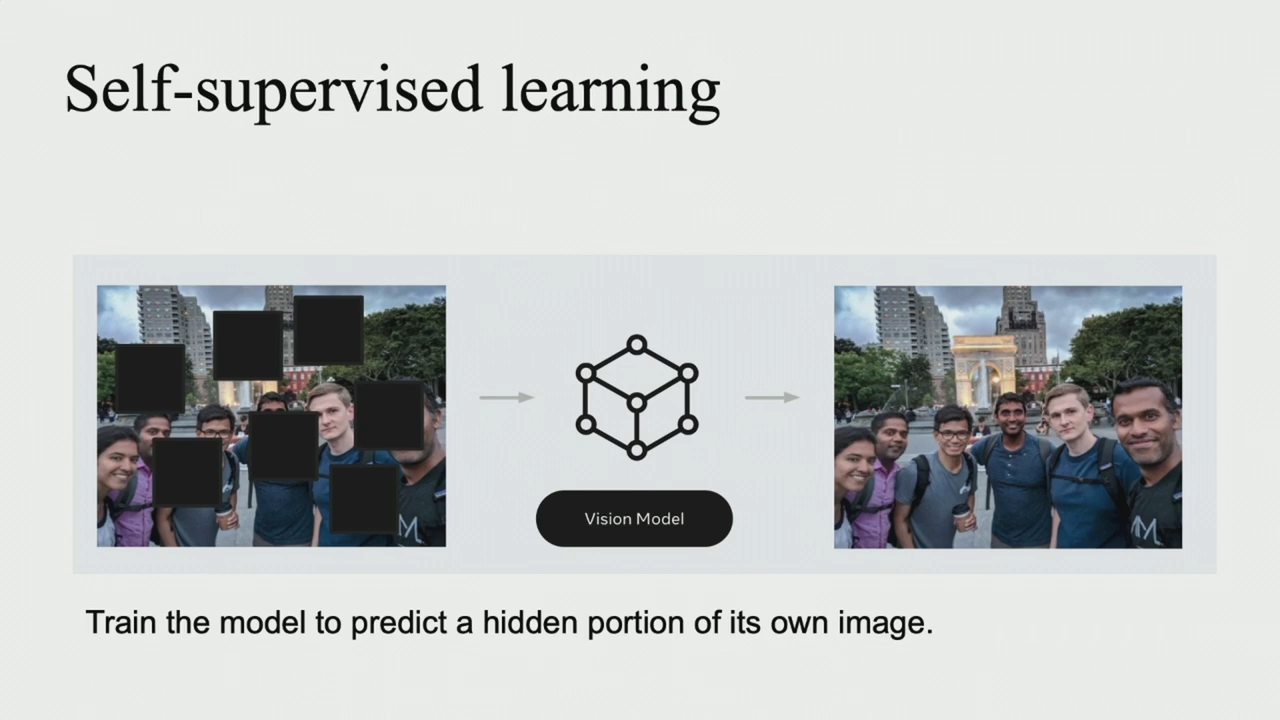 Self-supervised learning
Vision Model
Train the model to predict a hidden portion of its own image.